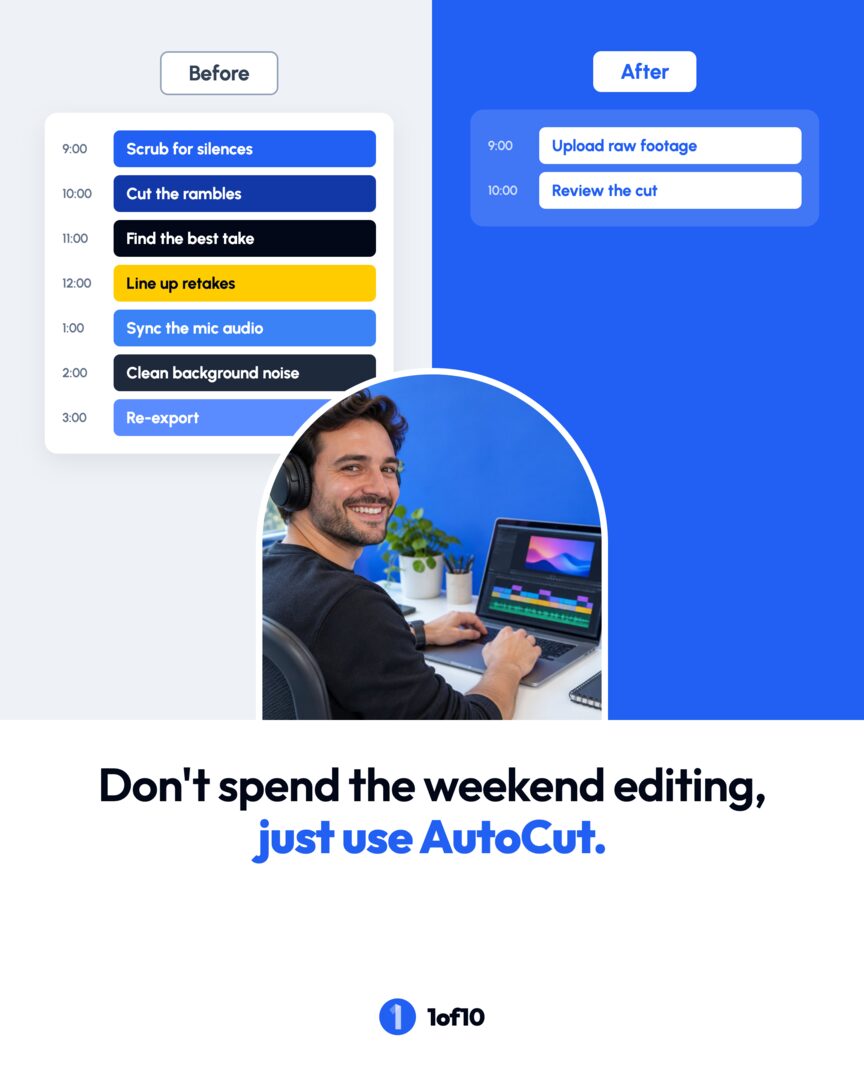 Before
9:00 Scrub for silences
10:00 Cut the rambles
11:00 Find the best take
12:00 Line up retakes
1:00 Sync the mic audio
2:00 Clean background noise
3:00 Re-export
After
9:00 Upload raw footage
10:00 Review the cut
Don't spend the weekend editing,
just use AutoCut.
1 1of10